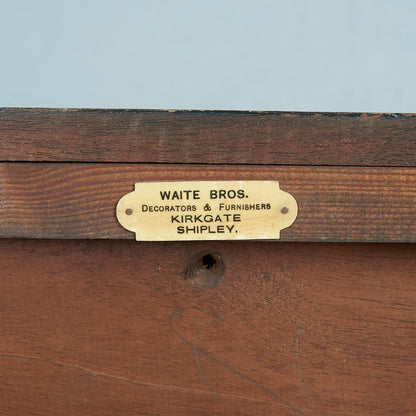 WAITE BROS.
DECORATORS & FURNISHERS
KIRKGATE
SHIPLEY.